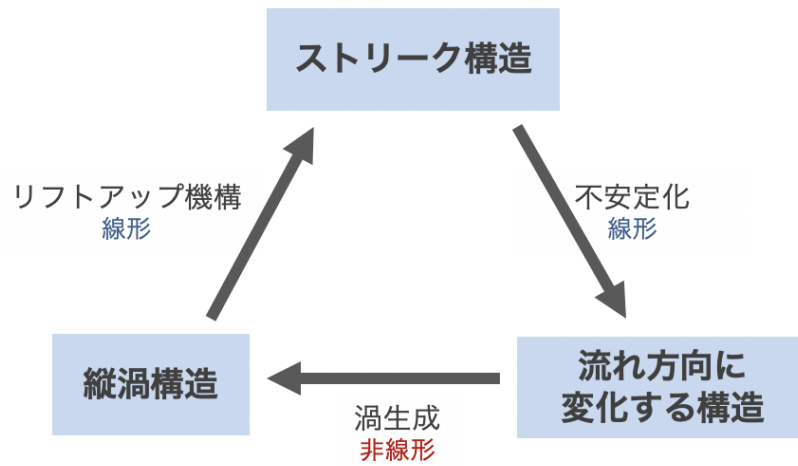 ストリーク構造
リフトアップ機構
線形
不安定化
線形
縦渦構造
流れ方向に
変化する構造
渦生成
非線形